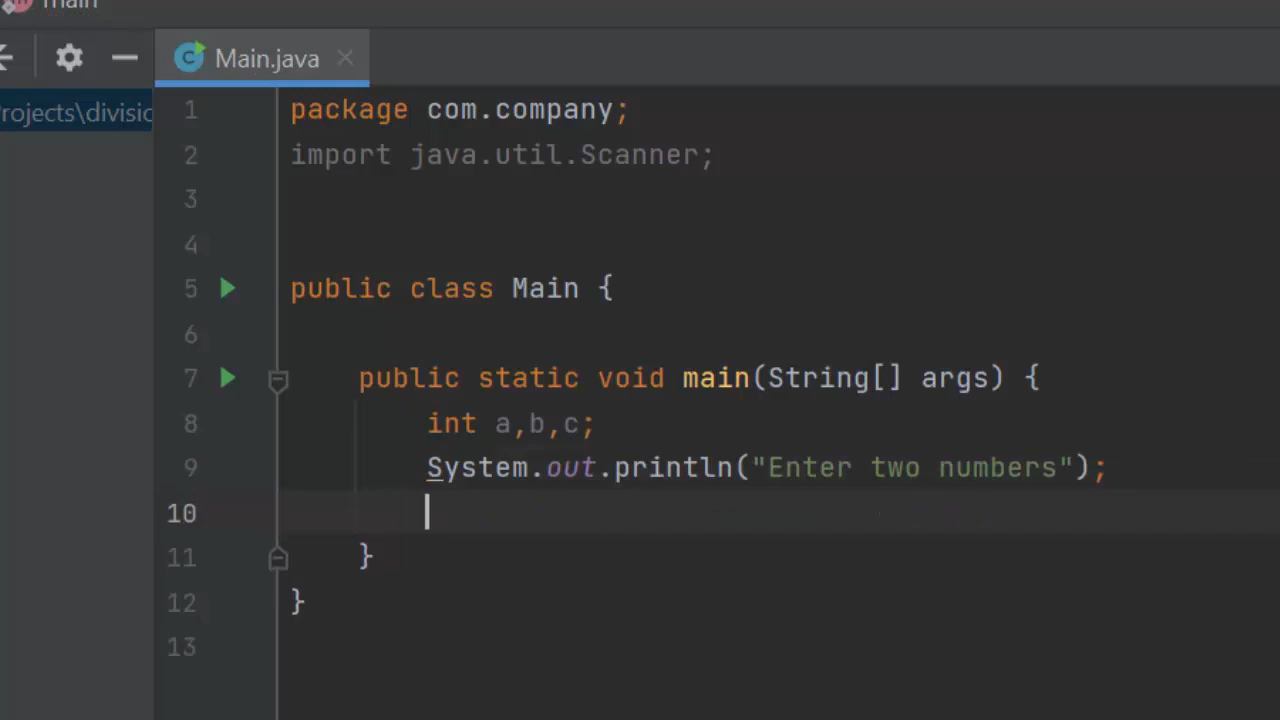 main
Main.java
rojects\divisio
1 package com.company;
2 import java.util.Scanner;
3
4
5 public class Main {
6
7 public static void main(String[] args) {
8 int a,b,c;
9 System.out.println("Enter two numbers");
10
11 }
12 }
13